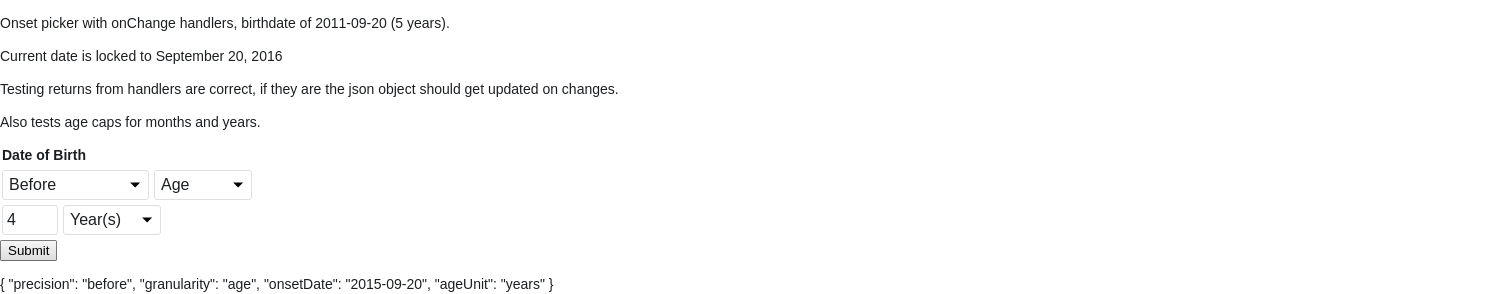 Onset picker with onChange handlers, birthdate of 2011-09-20 (5 years).
Current date is locked to September 20, 2016
Testing returns from handlers are correct, if they are the json object should get updated on changes.
Also tests age caps for months and years.
Date of Birth
Before Age
4 Year(s)
Submit
{ "precision": "before", "granularity": "age", "onsetDate": "2015-09-20", "ageUnit": "years" }